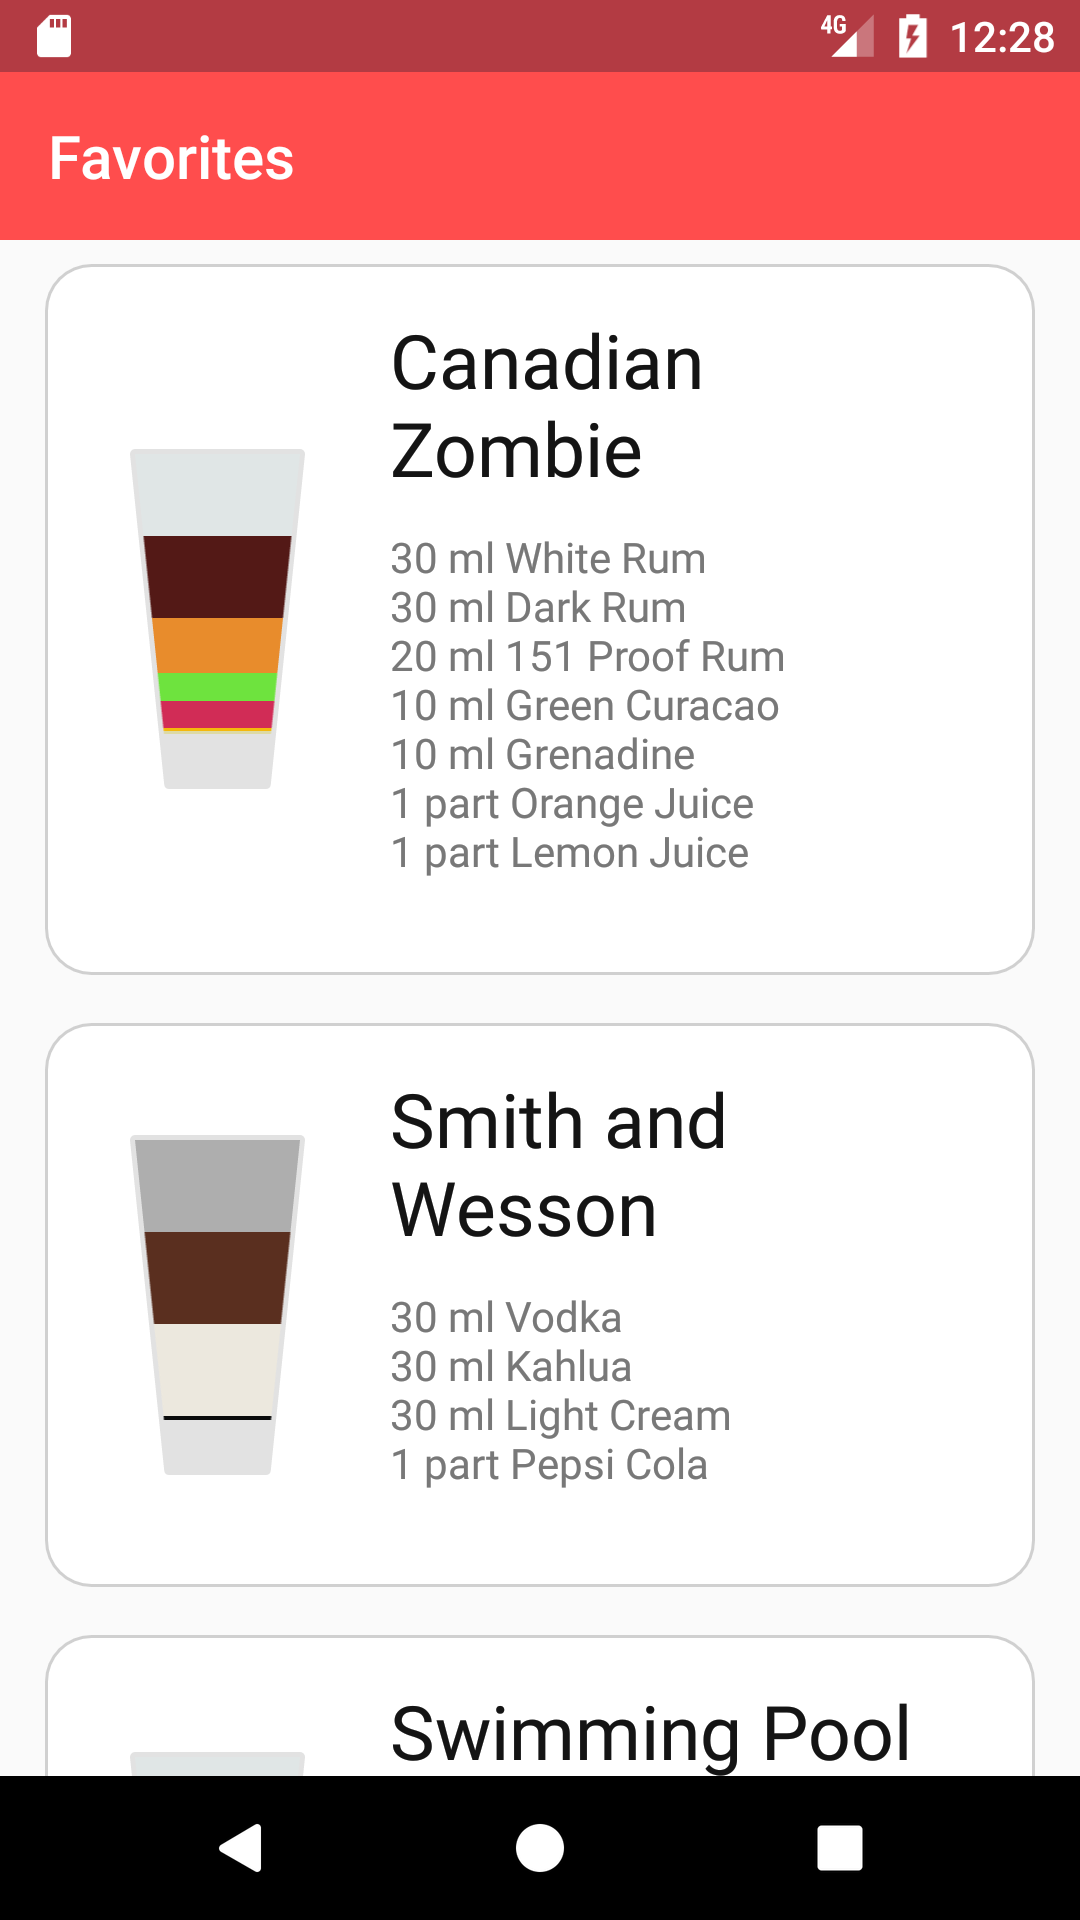 4G 12:28
Favorites
Canadian
Zombie
30 ml White Rum
30 ml Dark Rum
20 ml 151 Proof Rum
10 ml Green Curacao
10 ml Grenadine
1 part Orange Juice
1 part Lemon Juice
Smith and
Wesson
30 ml Vodka
30 ml Kahlua
30 ml Light Cream
1 part Pepsi Cola
Swimming Pool